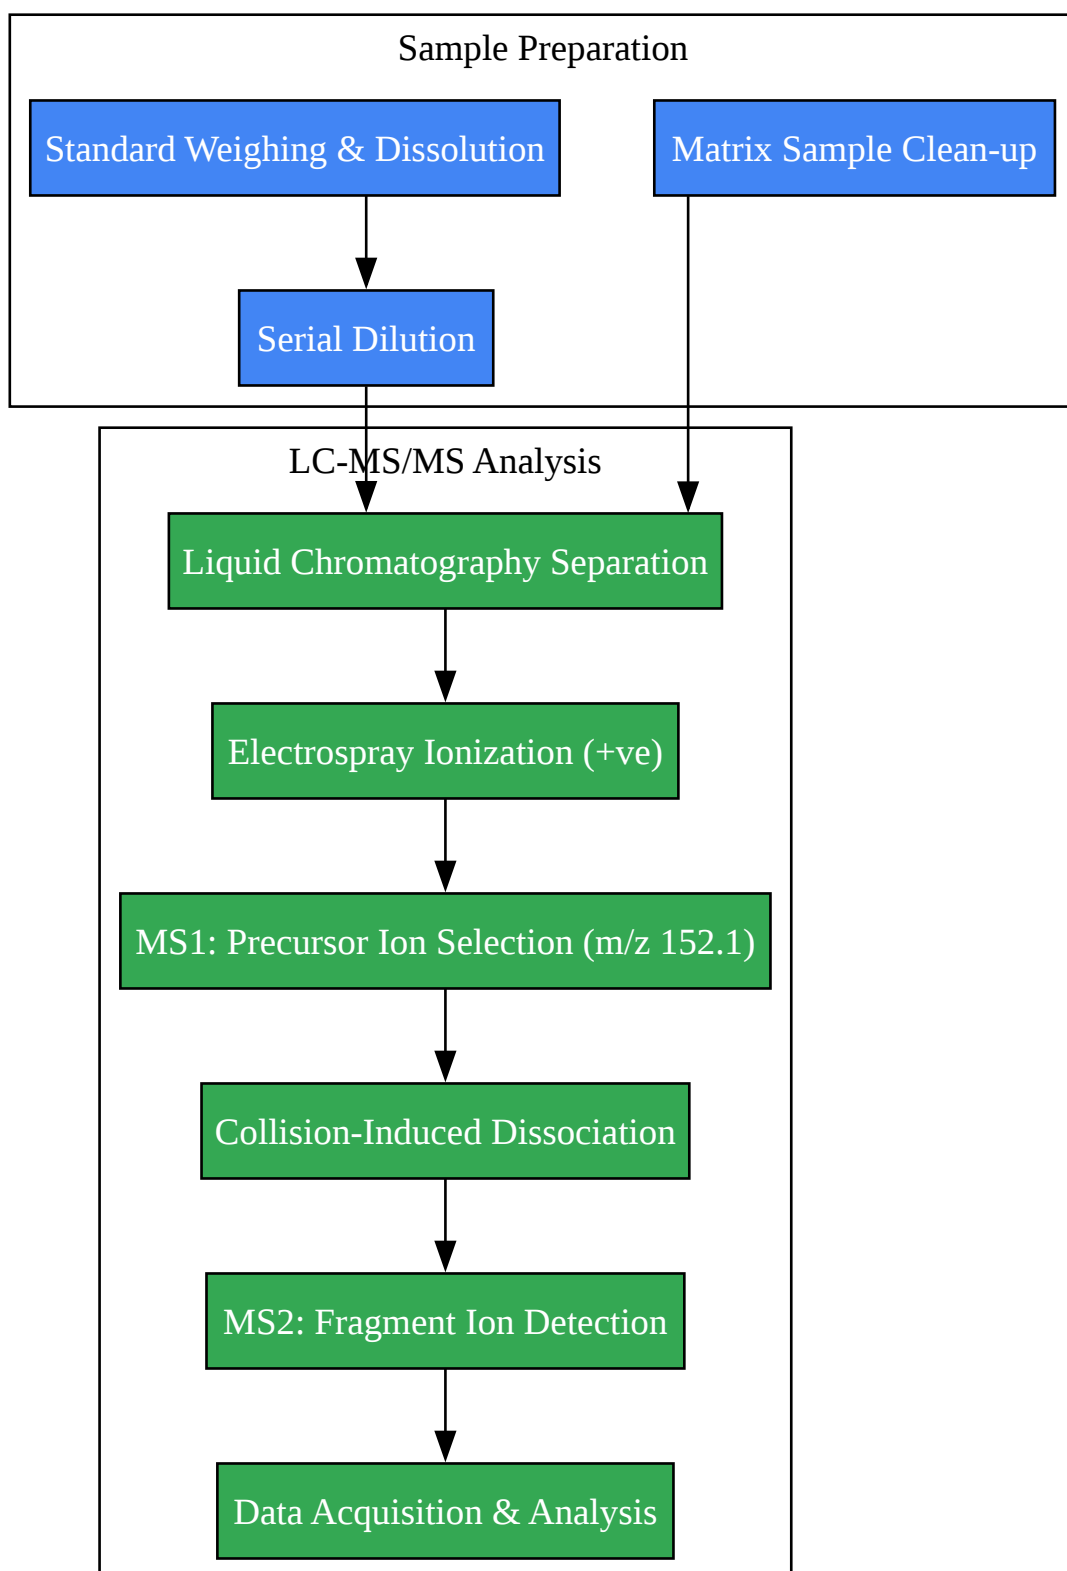 Sample Preparation
Standard Weighing & Dissolution
Matrix Sample Clean-up
Serial Dilution
LC-MS/MS Analysis
Liquid Chromatography Separation
Electrospray Ionization (+ve)
MS1: Precursor Ion Selection (m/z 152.1)
Collision-Induced Dissociation
MS2: Fragment Ion Detection
Data Acquisition & Analysis